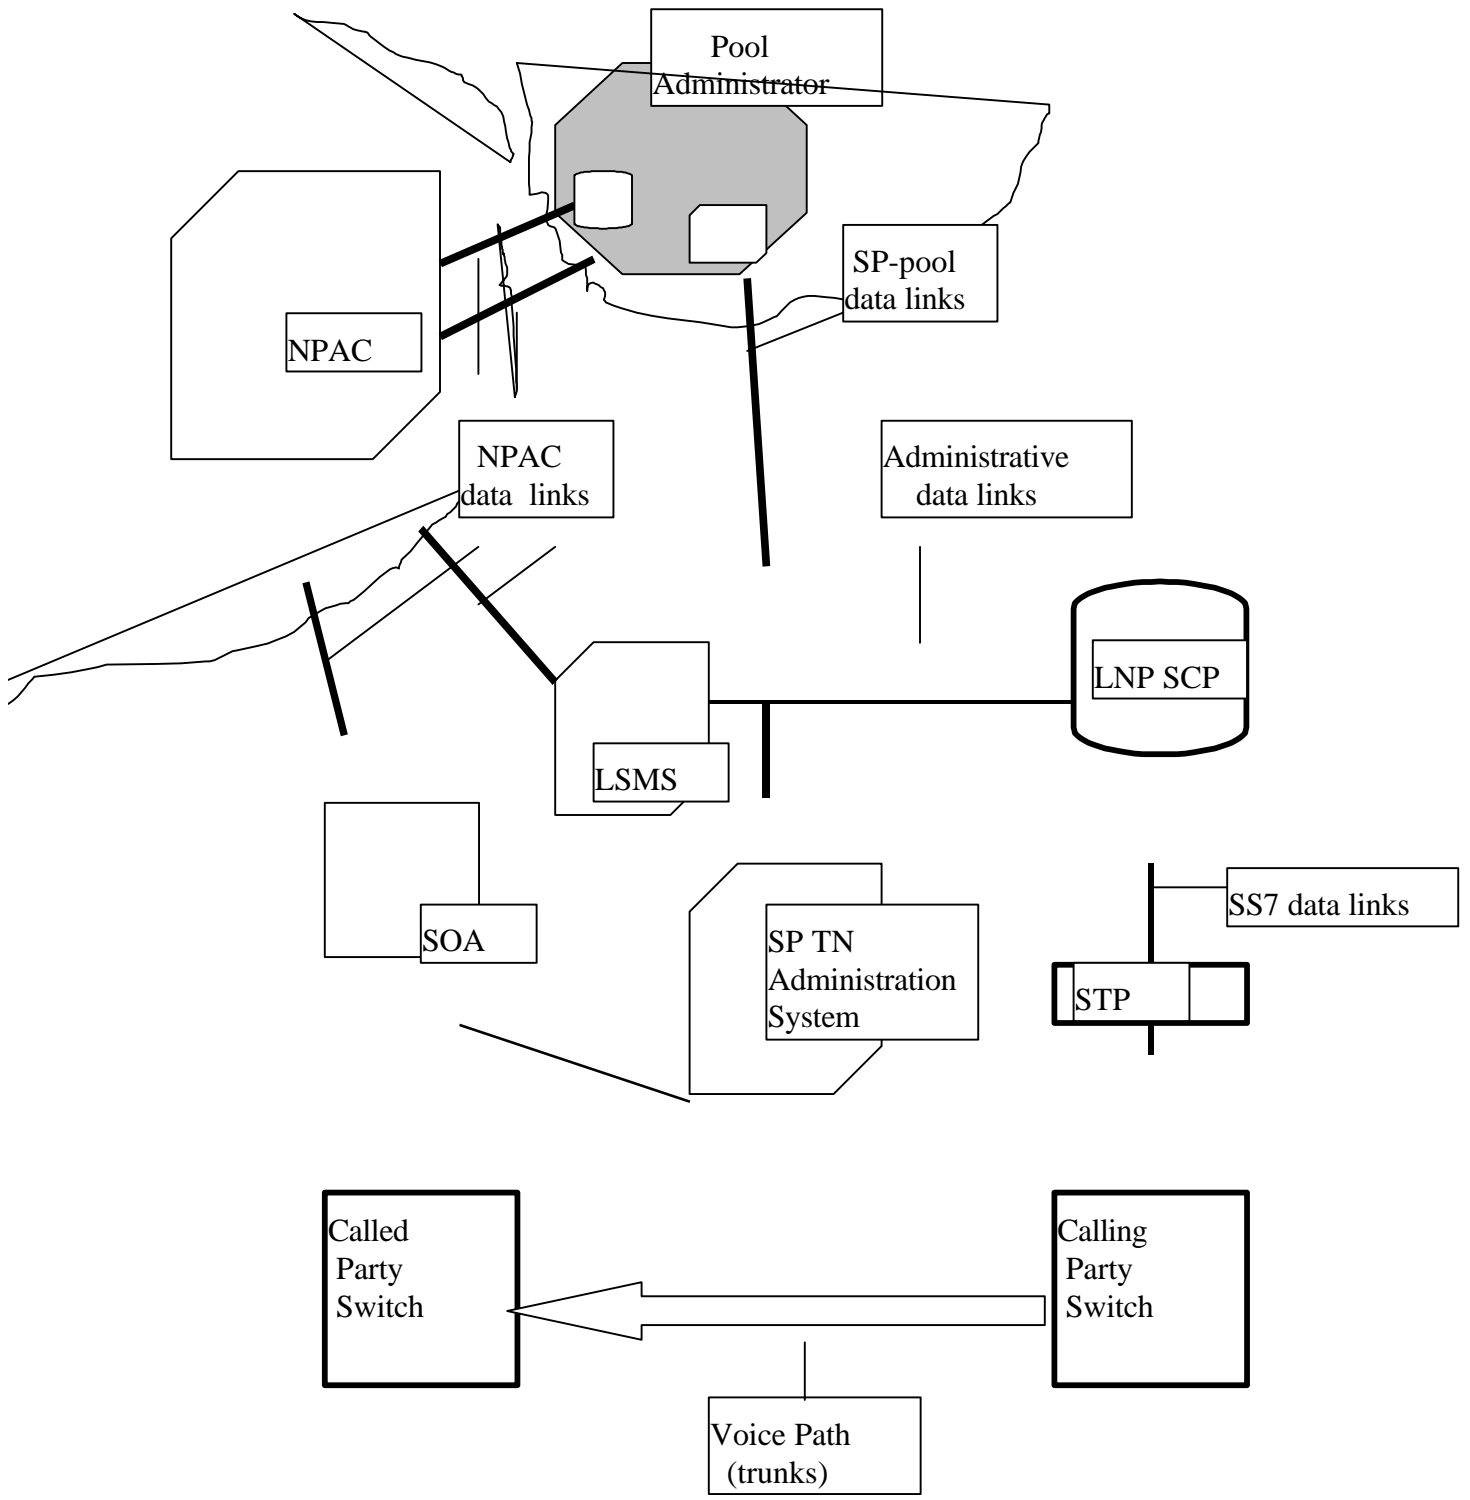 Pool
Administrator
SP-pool
data links
NPAC
NPAC
data links
Administrative
data links
LNP SCP
LSMS
SS7 data links
SOA
SP TN
Administration
System
STP
Called
Party
Switch
Calling
Party
Switch
Voice Path
(trunks)